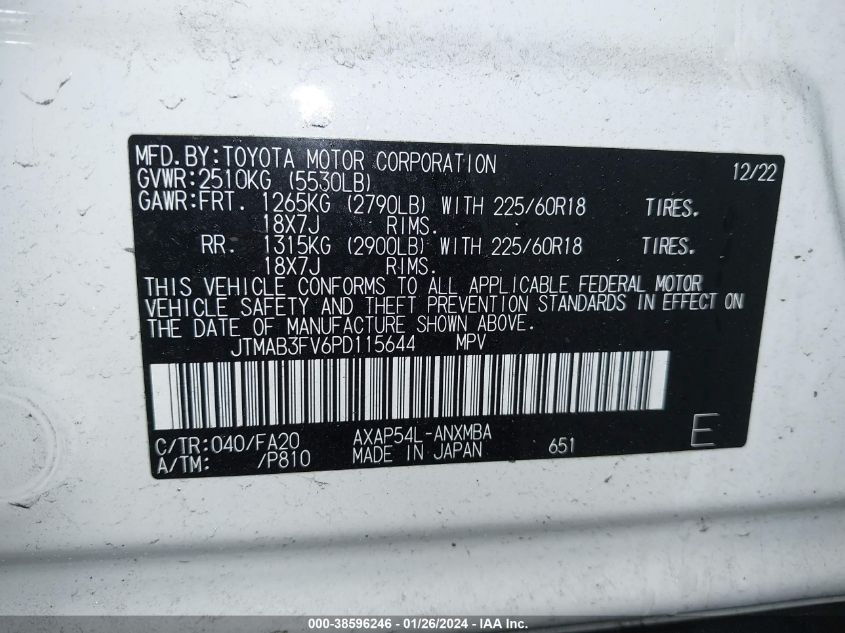 MFD.BY:TOYOTA MOTOR CORPORATION 12/22
GVWR:2510KG (5530LB)
GAWR:FRT. 1265KG (2790LB) WITH 225/60R18 TIRES.
18X7J RIMS.
RR. 1315KG (2900LB) WITH 225/60R18 TIRES.
18X7J RIMS.
THIS VEHICLE CONFORMS TO ALL APPLICABLE FEDERAL MOTOR
VEHICLE SAFETY AND THEFT PREVENTION STANDARDS IN EFFECT ON
THE DATE OF MANUFACTURE SHOWN ABOVE.
JTMAB3FV6PD115644 MPV
C/TR:040/FA20 AXAP54L-ANXMBA 651 E
A/TM: /P810 MADE IN JAPAN
000-38596246 - 01/26/2024 - IAA Inc.